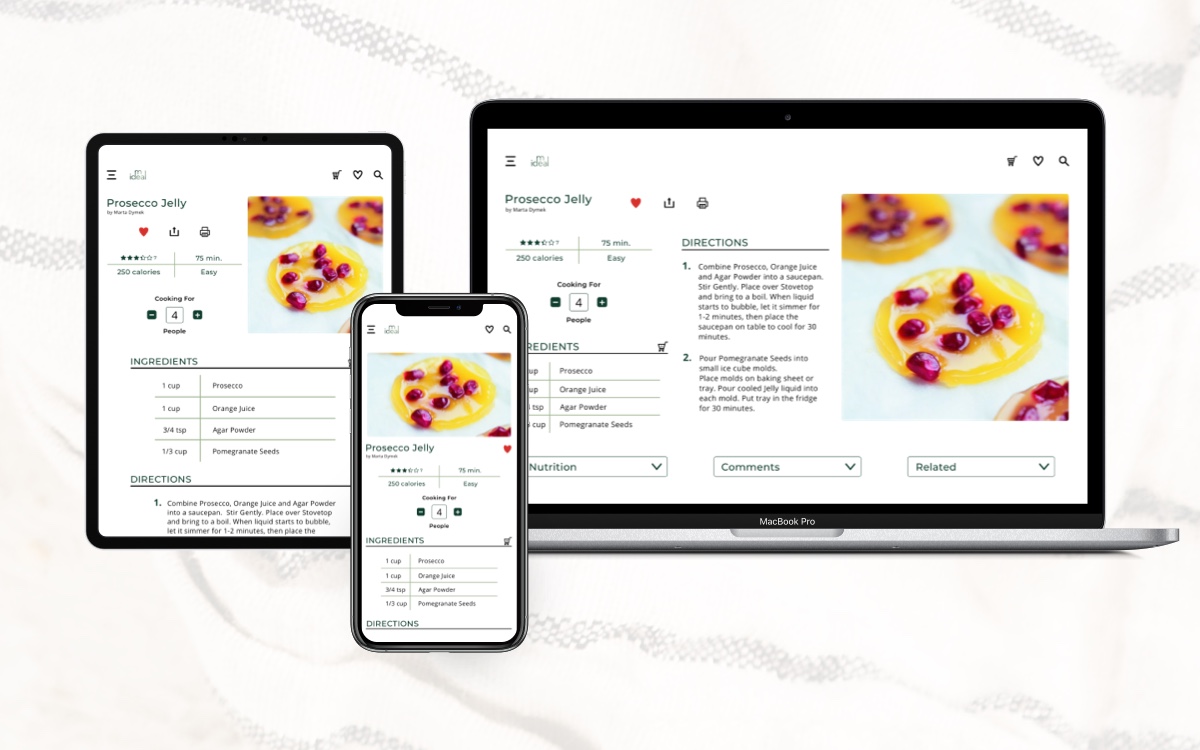 mu
ideal
Prosecco Jelly
by Marta Dymek
75 min.
250 calories
Easy
Cooking For
4
People
INGREDIENTS
1 cup Prosecco
1 cup Orange Juice
3/4 tsp Agar Powder
1/3 cup Pomegranate Seeds
DIRECTIONS
1. Combine Prosecco, Orange Juice and Agar Powder
into a saucepan. Stir Gently. Place over Stovetop
and bring to a boil. When liquid starts to bubble,
let it simmer for 1-2 minutes, then place the
ideal
Prosecco Jelly
by Marta Dymek
75 min.
250 calories
Easy
Cooking For
4
People
INGREDIENTS
1 cup Prosecco
1 cup Orange Juice
3/4 tsp Agar Powder
1/3 cup Pomegranate Seeds
DIRECTIONS
ideal
Prosecco Jelly
by Marta Dymek
75 min.
250 calories
Easy
Cooking For
4
People
REDIENTS
up Prosecco
up Orange Juice
tsp Agar Powder
cup Pomegranate Seeds
DIRECTIONS
1. Combine Prosecco, Orange Juice
and Agar Powder into a saucepan.
Stir Gently. Place over Stovetop
and bring to a boil. When liquid
starts to bubble, let it simmer for
1-2 minutes, then place the
saucepan on table to cool for 30
minutes.
2. Pour Pomegranate Seeds into
small ice cube molds.
Place molds on baking sheet or
tray. Pour cooled Jelly liquid into
each mold. Put tray in the fridge
for 30 minutes.
Nutrition
Comments
Related
MacBook Pro